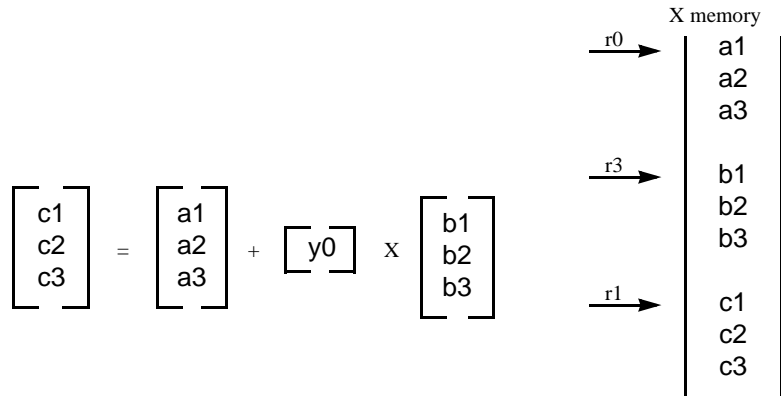 c1
c2
c3
=
a1
a2
a3
+
y0
X
b1
b2
b3
X memory
r0
a1
a2
a3
r3
b1
b2
b3
r1
c1
c2
c3